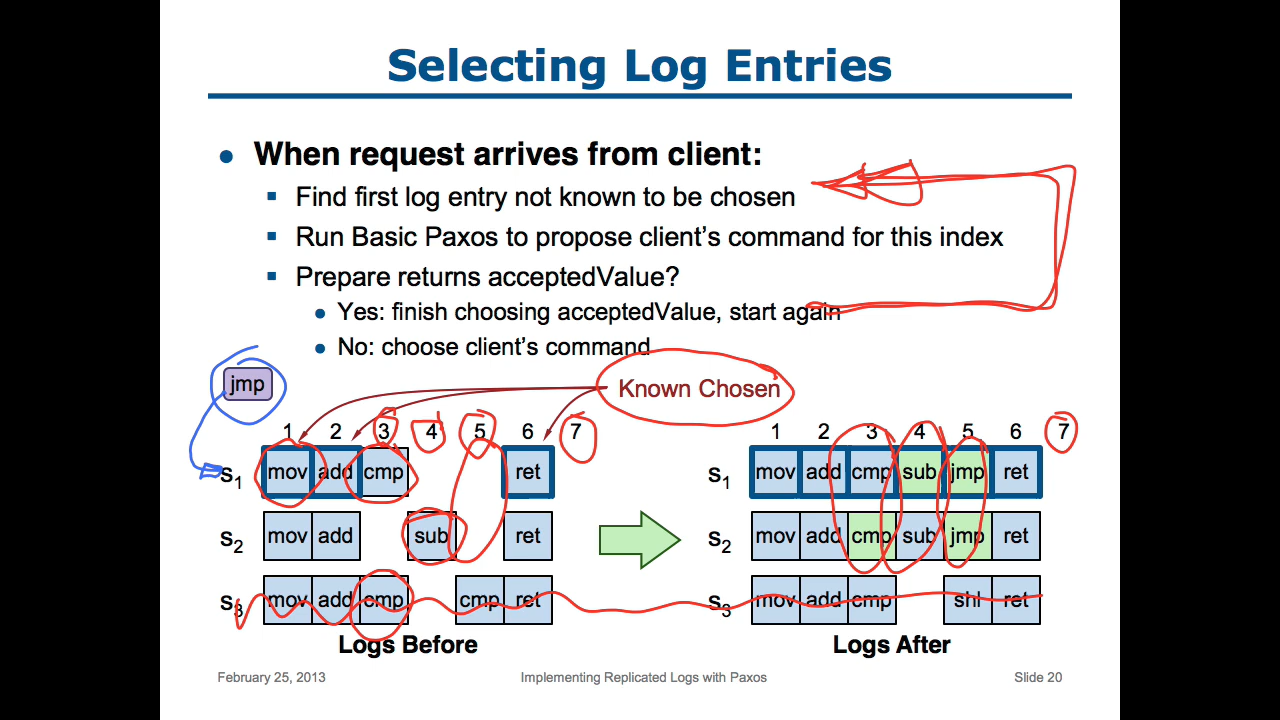 Selecting Log Entries
When request arrives from client:
Find first log entry not known to be chosen
Run Basic Paxos to propose client's command for this index
Prepare returns acceptedValue?
Yes: finish choosing acceptedValue, start again
No: choose client's command
jmp
Known Chosen
1 2 3 4 5 6 7
s1 mov add cmp ret
s2 mov add sub ret
s3 mov add cmp cmp ret
Logs Before
1 2 3 4 5 6 7
s1 mov add cmp sub jmp ret
s2 mov add cmp sub jmp ret
s3 mov add cmp shl ret
Logs After
February 25, 2013
Implementing Replicated Logs with Paxos
Slide 20